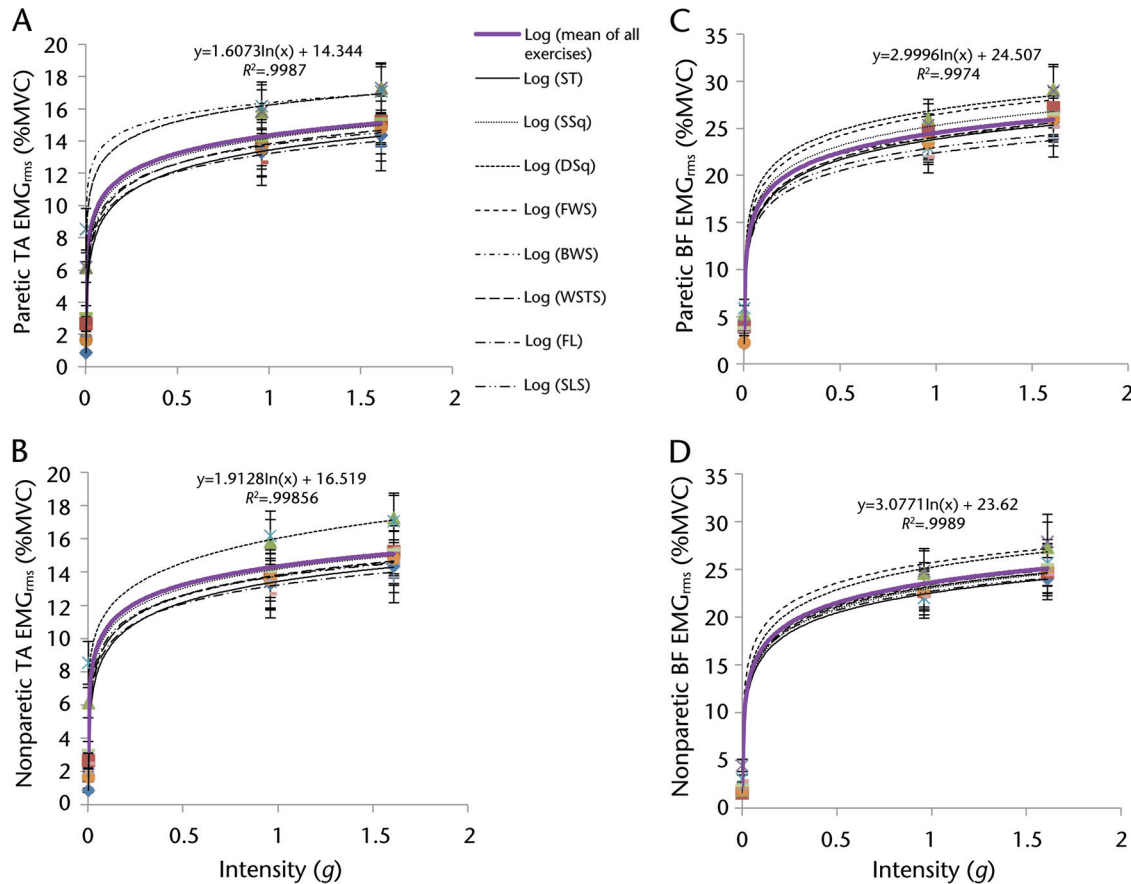 A
Paretic TA EMGrms (%MVC)
20
18
16
14
12
10
8
6
4
2
0
y=1.6073ln(x) + 14.344
R²=.9987
0
0.5
1
1.5
2
Log (mean of all
exercises)
Log (ST)
Log (SSq)
Log (DSq)
Log (FWS)
Log (BWS)
Log (WSTS)
Log (FL)
Log (SLS)
C
Paretic BF EMGrms (%MVC)
35
30
25
20
15
10
5
0
y=2.9996ln(x) + 24.507
R²=.9974
0
0.5
1
1.5
2
B
Nonparetic TA EMGrms (%MVC)
20
18
16
14
12
10
8
6
4
2
0
y=1.9128ln(x) + 16.519
R²=.99856
0
0.5
1
1.5
2
Intensity (g)
D
Nonparetic BF EMGrms (%MVC)
35
30
25
20
15
10
5
0
y=3.0771ln(x) + 23.62
R²=.9989
0
0.5
1
1.5
2
Intensity (g)